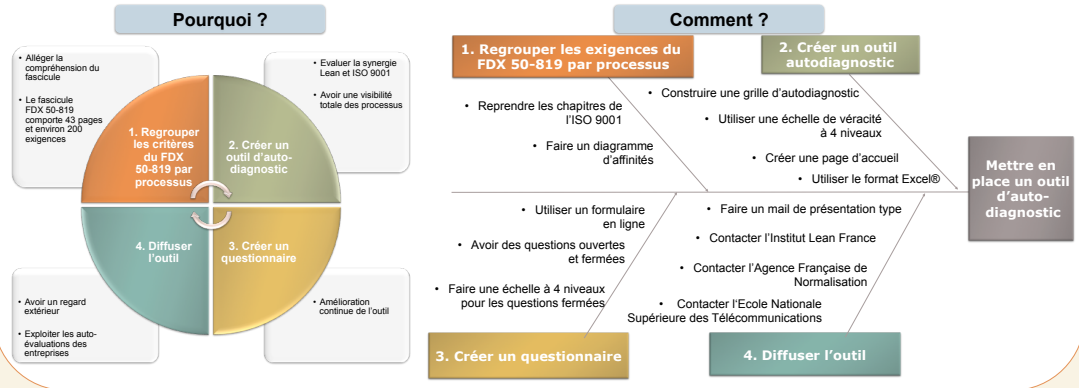 Pourquoi ?
• Alléger la
compréhension du
fascicule
• Le fascicule
FDX 50-819
comporte 43 pages
et environ 200
exigences
• Evaluer la synergie
Lean et ISO 9001
• Avoir une visibilité
totale des processus
1. Regrouper
les critères
du FDX
50-819 par
processus
2. Créer un
outil d'auto-
diagnostic
4. Diffuser
l'outil
3. Créer un
questionnaire
• Avoir un regard
extérieur
• Exploiter les auto-
évaluations des
entreprises
• Amélioration
continue de l'outil
Comment ?
1. Regrouper les exigences du
FDX 50-819 par processus
2. Créer un outil
autodiagnostic
• Reprendre les chapitres de
l'ISO 9001
• Faire un diagramme
d'affinités
• Construire une grille d'autodiagnostic
• Utiliser une échelle de véracité
à 4 niveaux
• Créer une page d'accueil
• Utiliser le format Excel®
Mettre en
place un outil
d'auto-
diagnostic
• Utiliser un formulaire
en ligne
• Avoir des questions ouvertes
et fermées
• Faire une échelle à 4 niveaux
pour les questions fermées
• Faire un mail de présentation type
• Contacter l'Institut Lean France
• Contacter l'Agence Française de
Normalisation
• Contacter l'Ecole Nationale
Supérieure des Télécommunications
3. Créer un questionnaire
4. Diffuser l'outil